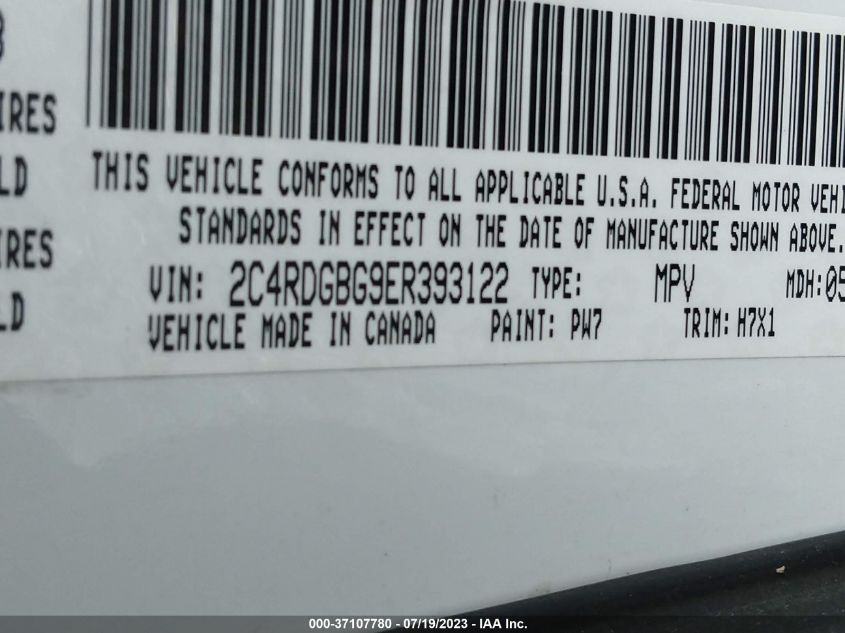 8
IRES
LD
IRES
LD
THIS VEHICLE CONFORMS TO ALL APPLICABLE U.S.A. FEDERAL MOTOR VEHI
STANDARDS IN EFFECT ON THE DATE OF MANUFACTURE SHOWN ABOVE.
VIN: 2C4RDGBG9ER393122 TYPE: MPV MDH:05
VEHICLE MADE IN CANADA PAINT: PW7 TRIM: H7X1
000-37107780 - 07/19/2023 - IAA Inc.